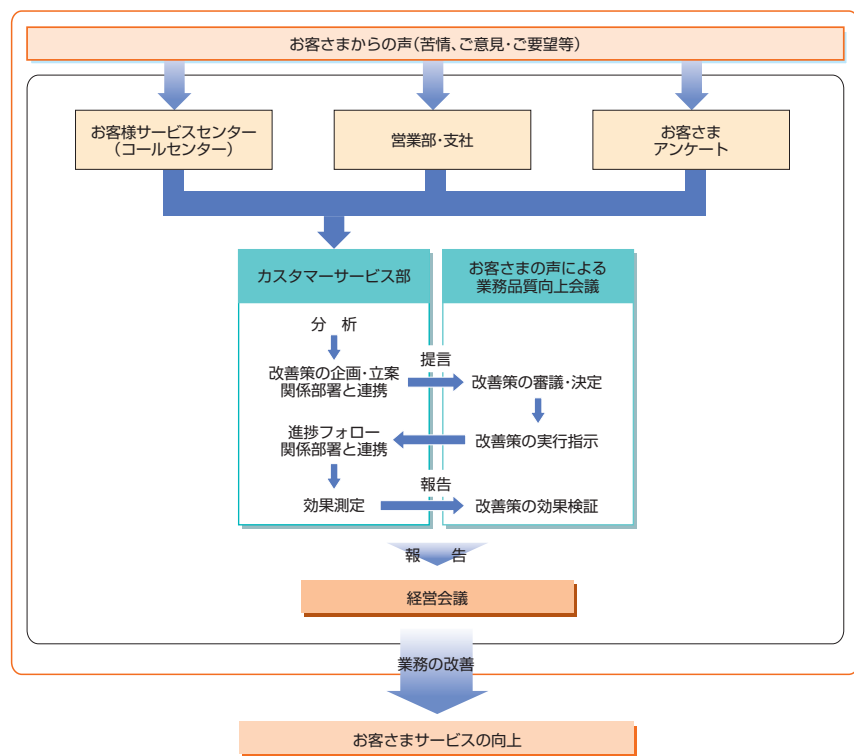 お客さまからの声(苦情、ご意見・ご要望等)
お客様サービスセンター
(コールセンター)
営業部・支社
お客さま
アンケート
カスタマーサービス部
お客さまの声による
業務品質向上会議
分 析
改善策の企画・立案
関係部署と連携
提言
改善策の審議・決定
進捗フォロー
関係部署と連携
改善策の実行指示
効果測定
報告
改善策の効果検証
報 告
経営会議
業務の改善
お客さまサービスの向上